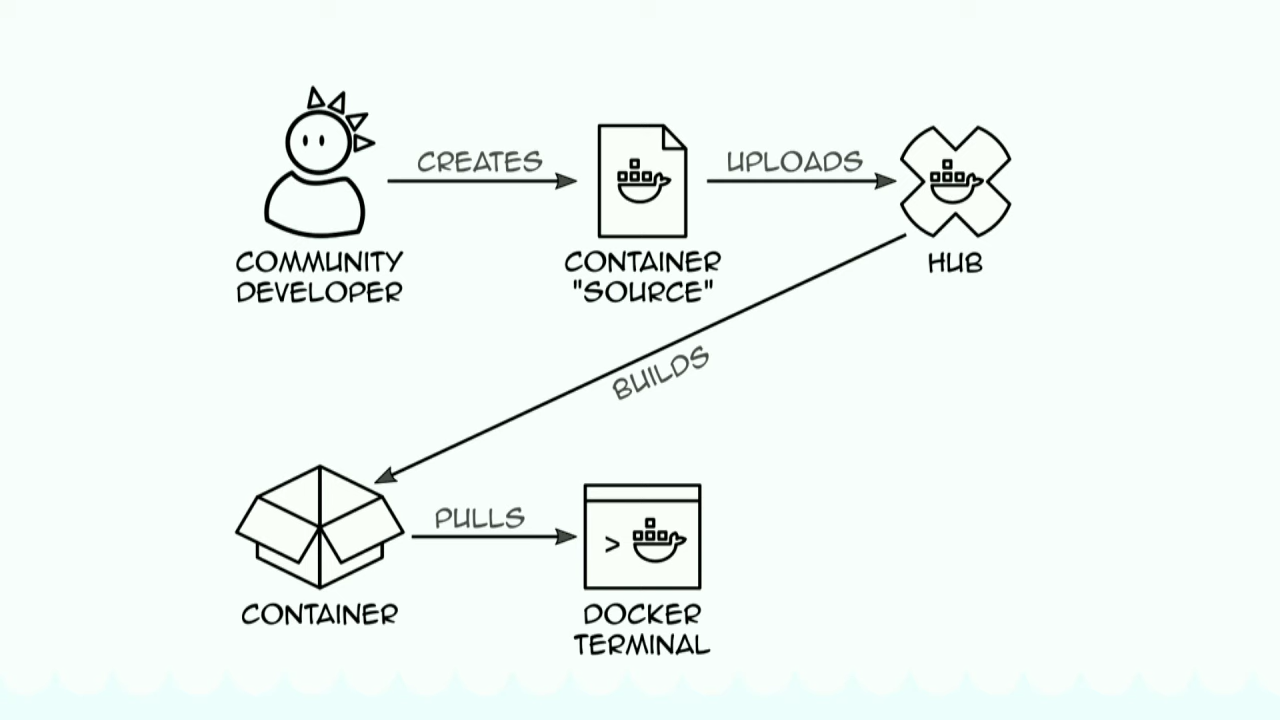 CREATES
UPLOADS
COMMUNITY
DEVELOPER
CONTAINER
"SOURCE"
HUB
BUILDS
PULLS
>
CONTAINER
DOCKER
TERMINAL